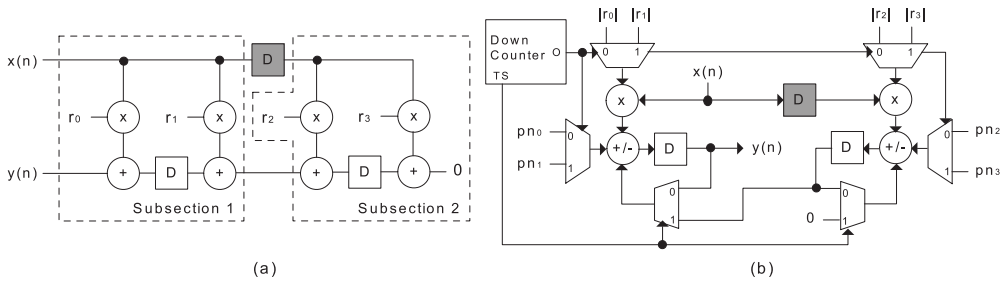 x(n)
D
r0
x
r1
x
r2
x
r3
x
y(n)
+
D
+
+
D
+
0
Subsection 1
Subsection 2
(a)
|r0|
|r1|
|r2|
|r3|
Down
Counter
O
TS
0
1
0
1
x(n)
x
D
x
pn0
0
pn1
1
+/-
D
y(n)
D
+/-
0
pn2
1
pn3
0
1
0
0
1
(b)